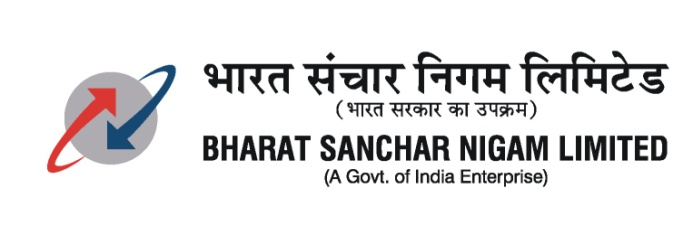 भारत संचार निगम लिमिटेड
(भारत सरकार का उपक्रम)
BHARAT SANCHAR NIGAM LIMITED
(A Govt. of India Enterprise)